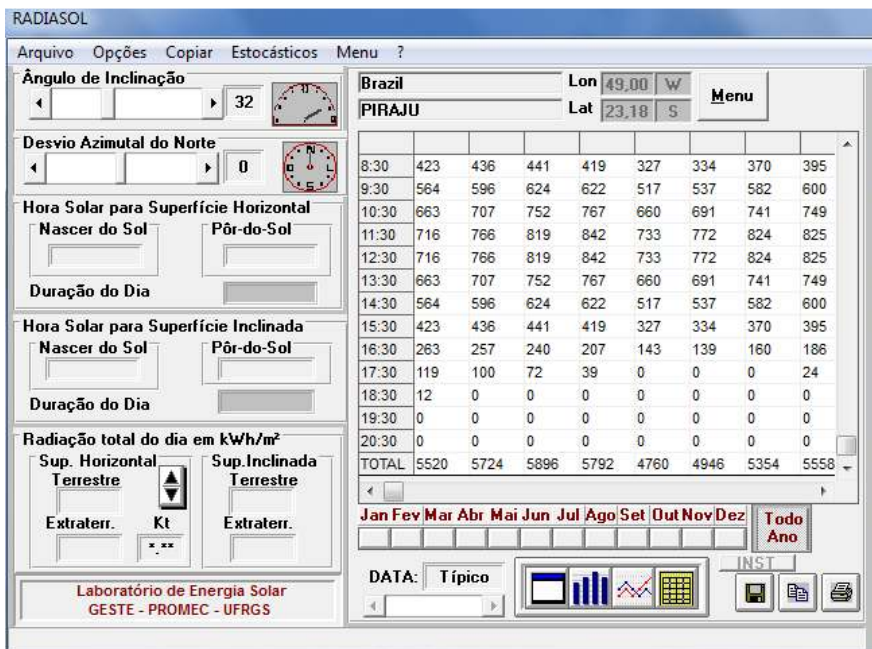 RADIASOL
Arquivo Opções Copiar Estocásticos Menu ?
Ângulo de Inclinação
32
Desvio Azimutal do Norte
0
Hora Solar para Superfície Horizontal
Nascer do Sol Pôr-do-Sol
Duração do Dia
Hora Solar para Superfície Inclinada
Nascer do Sol Pôr-do-Sol
Duração do Dia
Radiação total do dia em kWh/m²
Sup. Horizontal Sup.Inclinada
Terrestre Terrestre
Extraterr. Kt Extraterr.
*.**
Laboratório de Energia Solar
GESTE - PROMEC - UFRGS
Brazil Lon 49,00 W
PIRAJU Lat 23,18 S
Menu
8:30 423 436 441 419 327 334 370 395
9:30 564 596 624 622 517 537 582 600
10:30 663 707 752 767 660 691 741 749
11:30 716 766 819 842 733 772 824 825
12:30 716 766 819 842 733 772 824 825
13:30 663 707 752 767 660 691 741 749
14:30 564 596 624 622 517 537 582 600
15:30 423 436 441 419 327 334 370 395
16:30 263 257 240 207 143 139 160 186
17:30 119 100 72 39 0 0 0 24
18:30 12 0 0 0 0 0 0 0
19:30 0 0 0 0 0 0 0 0
20:30 0 0 0 0 0 0 0 0
TOTAL 5520 5724 5896 5792 4760 4946 5354 5558
Jan Fev Mar Abr Mai Jun Jul Ago Set Out Nov Dez
Todo
Ano
INST
DATA: Típico